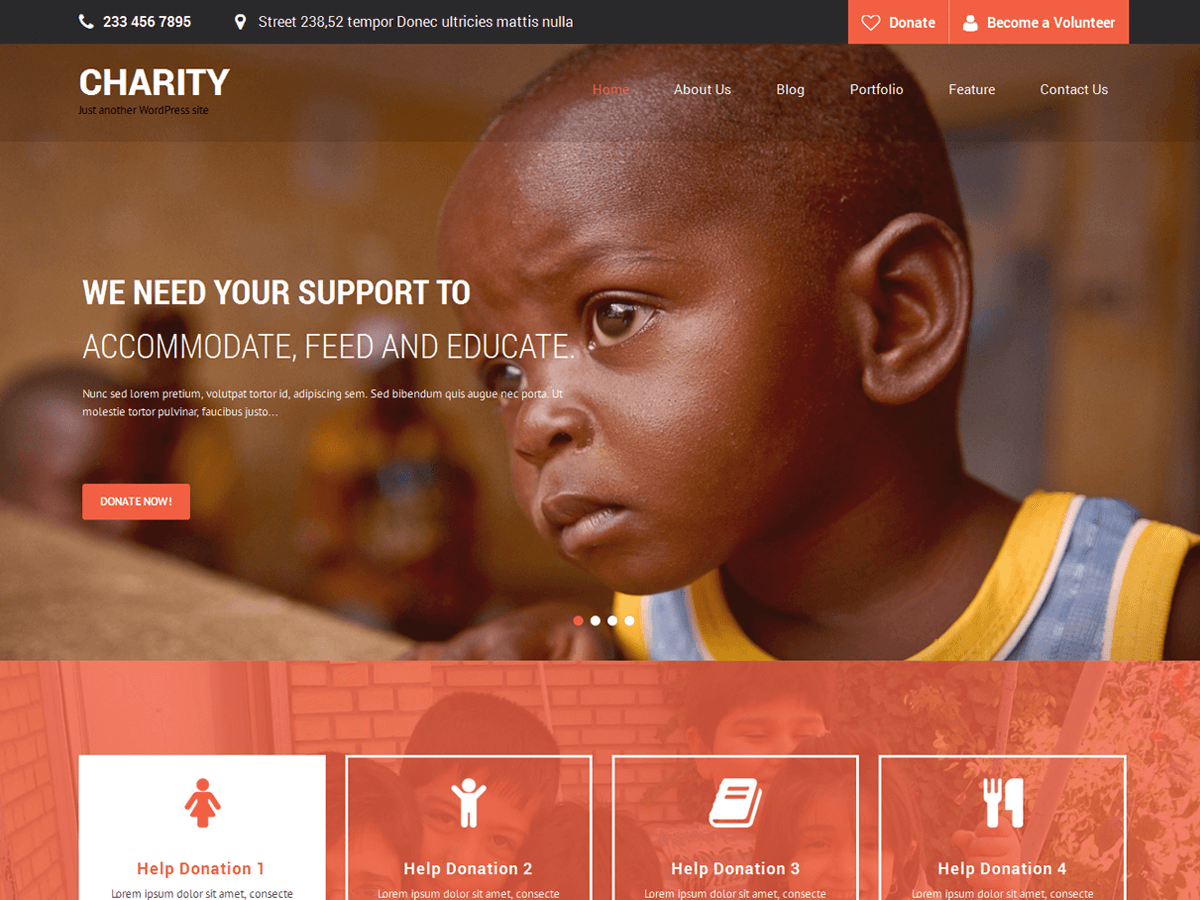 233 456 7895
Street 238,52 tempor Donec ultricies mattis nulla
Donate
Become a Volunteer
CHARITY
Just another WordPress site
Home
About Us
Blog
Portfolio
Feature
Contact Us
WE NEED YOUR SUPPORT TO
ACCOMMODATE, FEED AND EDUCATE.
Nunc sed lorem pretium, volutpat tortor id, adipiscing sem. Sed bibendum quis augue nec porta. Ut
molestie tortor pulvinar, faucibus justo...
DONATE NOW!
Help Donation 1
Lorem ipsum dolor sit amet, consecte
Help Donation 2
Lorem ipsum dolor sit amet, consecte
Help Donation 3
Lorem ipsum dolor sit amet, consecte
Help Donation 4
Lorem ipsum dolor sit amet, consecte